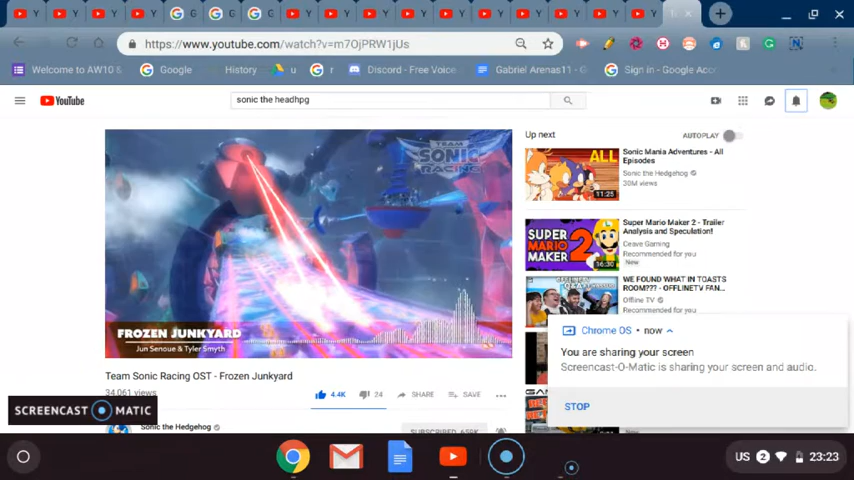 https://www.youtube.com/watch?v=m7OjPRW1jUs
Welcome to AW10 &
Google
History
u
G r
Discord - Free Voice
Gabriel Arenas11 - G
Sign in - Google Acc
YouTube
sonic the headhpg
TEAM
SONIC
RACING
FROZEN JUNKYARD
Jun Senoue & Tyler Smyth
Team Sonic Racing OST - Frozen Junkyard
34,061 views
4.4K
24
SHARE
SAVE
Sonic the Hedgehog
SUBSCRIBED 659K
Up next
AUTOPLAY
ALL
11:25
Sonic Mania Adventures - All
Episodes
Sonic the Hedgehog
30M views
SUPER
MARIO
MAKER
2
16:30
Super Mario Maker 2 - Trailer
Analysis and Speculation!
Ceave Gaming
Recommended for you
New
WE FOUND WHAT IN TOASTS
ROOM??? - OFFLINETV FAN...
Offline TV
Recommended for you
Chrome OS • now
You are sharing your screen
Screencast-O-Matic is sharing your screen and audio.
STOP
SCREENCAST MATIC
US
2
23:23